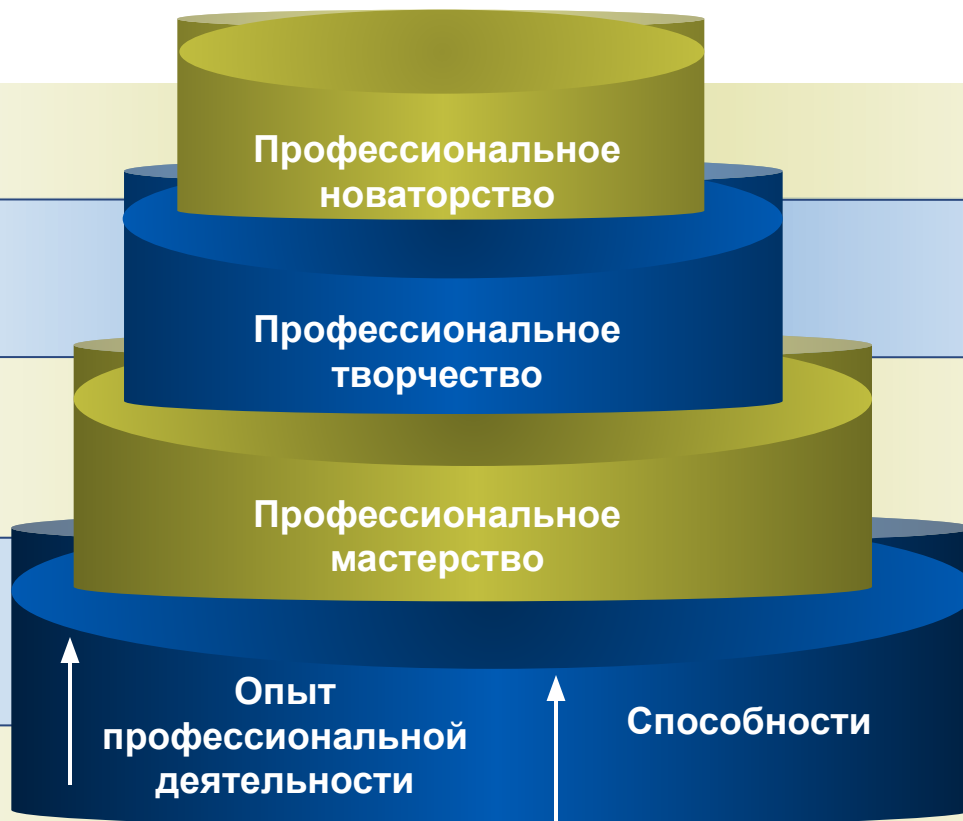 Профессиональное
новаторство
Профессиональное
творчество
Профессиональное
мастерство
Опыт
профессиональной
деятельности
Способности